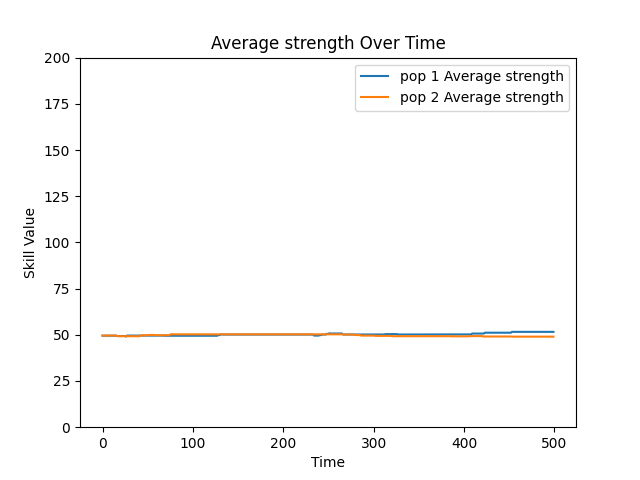 Average strength Over Time
pop 1 Average strength
pop 2 Average strength
Skill Value
200
175
150
125
100
75
50
25
0
0 100 200 300 400 500
Time